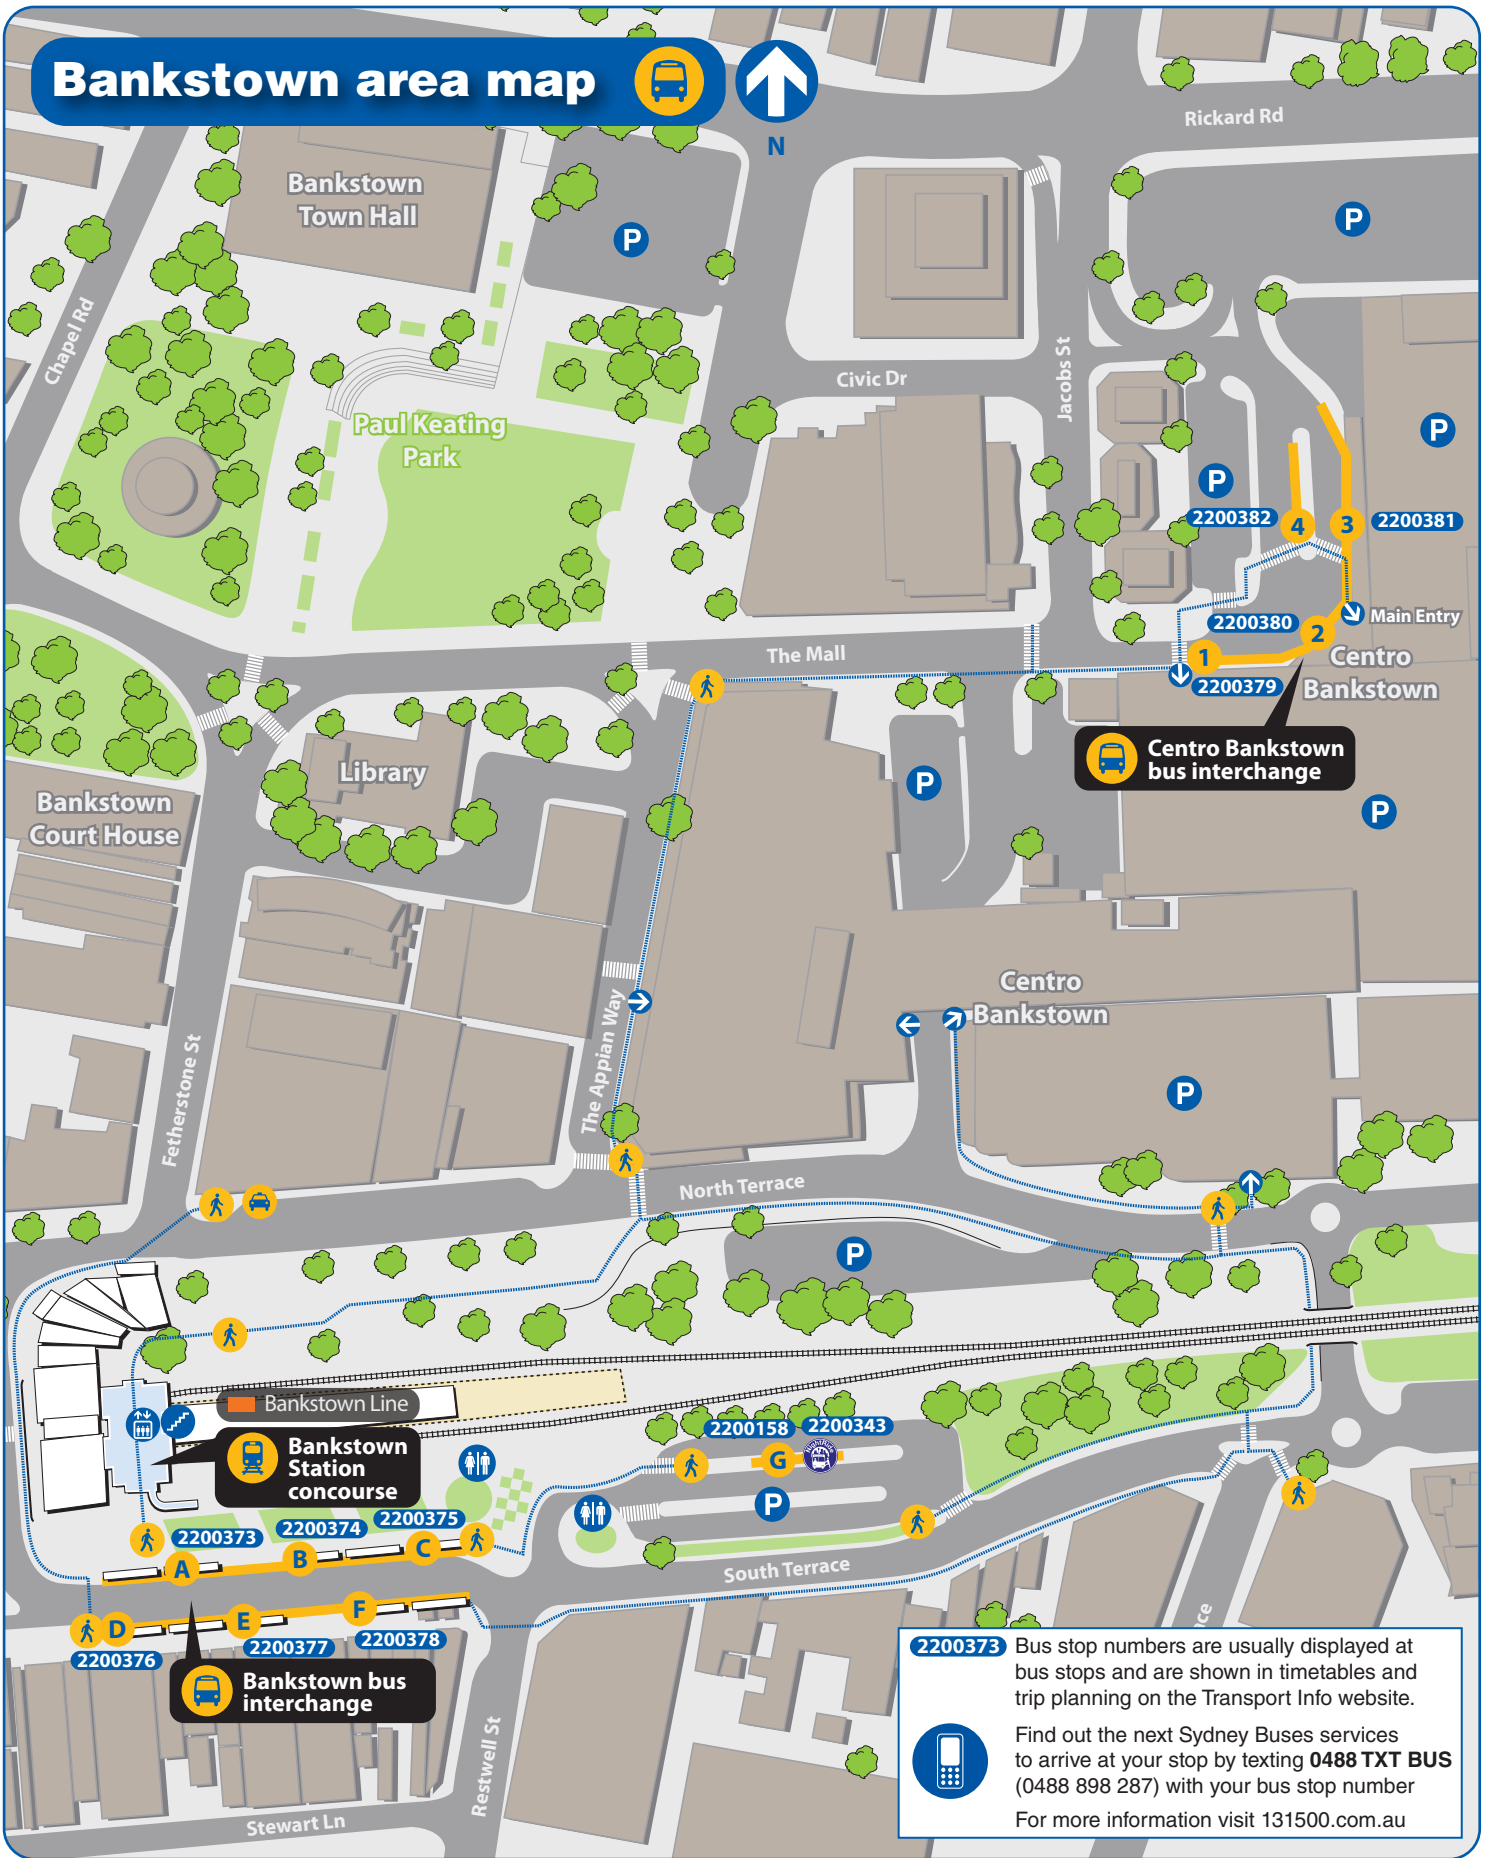 Bankstown area map
N
Rickard Rd
Bankstown
Town Hall
P
P
Chapel Rd
Civic Dr
Jacobs St
Paul Keating
Park
P
P
2200382
4
3
2200381
Main Entry
2200380
2
1
2200379
Centro
Bankstown
The Mall
Centro Bankstown
bus interchange
Library
P
P
Bankstown
Court House
Centro
Bankstown
The Appian Way
Fetherstone St
P
North Terrace
P
Bankstown Line
Bankstown
Station
concourse
2200158
2200343
G
NightRide
P
2200373
2200374
2200375
A
B
C
South Terrace
D
E
F
2200376
2200377
2200378
Bankstown bus
interchange
Restwell St
Stewart Ln
2200373
Bus stop numbers are usually displayed at
bus stops and are shown in timetables and
trip planning on the Transport Info website.
Find out the next Sydney Buses services
to arrive at your stop by texting 0488 TXT BUS
(0488 898 287) with your bus stop number
For more information visit 131500.com.au